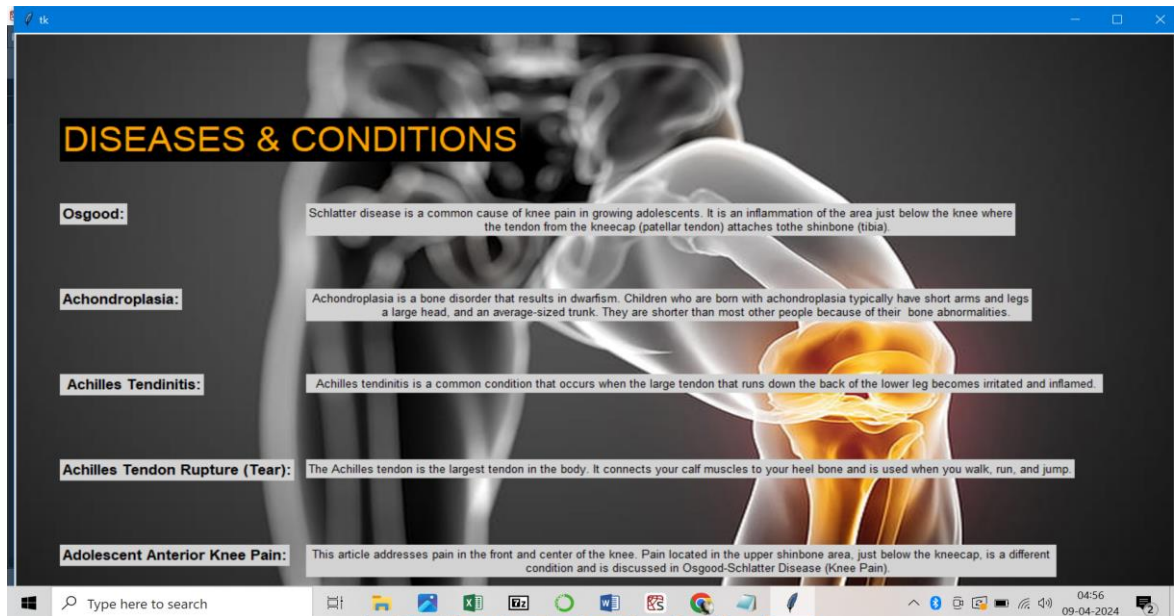 tk
DISEASES & CONDITIONS
Osgood:
Schlatter disease is a common cause of knee pain in growing adolescents. It is an inflammation of the area just below the knee where
the tendon from the kneecap (patellar tendon) attaches tothe shinbone (tibia).
Achondroplasia:
Achondroplasia is a bone disorder that results in dwarfism. Children who are born with achondroplasia typically have short arms and legs
a large head, and an average-sized trunk. They are shorter than most other people because of their  bone abnormalities.
Achilles Tendinitis:
Achilles tendinitis is a common condition that occurs when the large tendon that runs down the back of the lower leg becomes irritated and inflamed.
Achilles Tendon Rupture (Tear):
The Achilles tendon is the largest tendon in the body. It connects your calf muscles to your heel bone and is used when you walk, run, and jump.
Adolescent Anterior Knee Pain:
This article addresses pain in the front and center of the knee. Pain located in the upper shinbone area, just below the kneecap, is a different
condition and is discussed in Osgood-Schlatter Disease (Knee Pain).
Type here to search
7z
04:56
09-04-2024
2